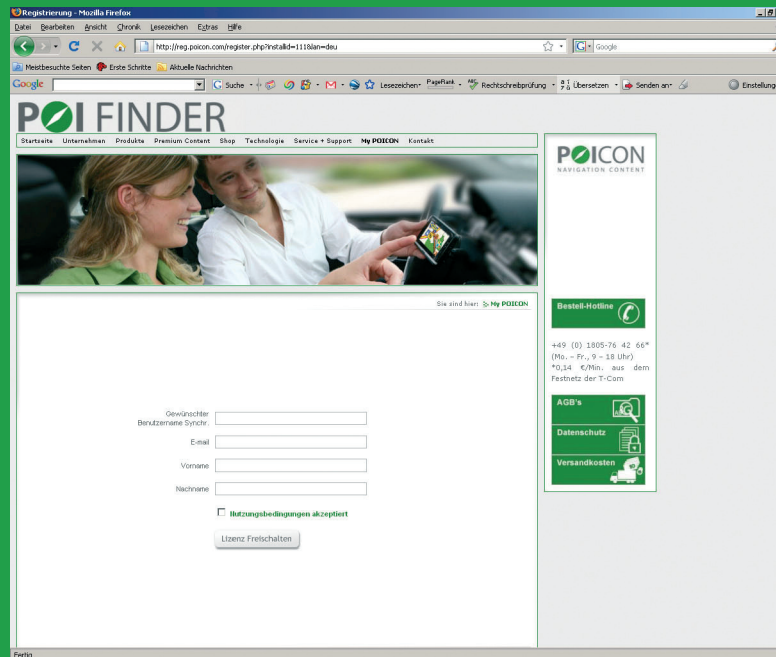 Registrierung - Mozilla Firefox
Datei Bearbeiten Ansicht Chronik Lesezeichen Extras Hilfe
http://reg.poicon.com/register.php?installid=111&lan=deu
Google
Meistbesuchte Seiten Erste Schritte Aktuelle Nachrichten
Google Suche Lesezeichen PageRank Rechtschreibprüfung Übersetzen Senden an Einstellung
POI FINDER
Startseite Unternehmen Produkte Premium Content Shop Technologie Service + Support My POICON Kontakt
POICON
NAVIGATION CONTENT
Sie sind hier: My POICON
Bestell-Hotline
+49 (0) 1805-76 42 66*
(Mo. – Fr., 9 – 18 Uhr)
*0,14 €/Min. aus dem
Festnetz der T-Com
AGB's
Datenschutz
Versandkosten
Gewünschter
Benutzername Synchr.
E-mail
Vorname
Nachname
Nutzungsbedingungen akzeptiert
Lizenz Freischalten
Fertig